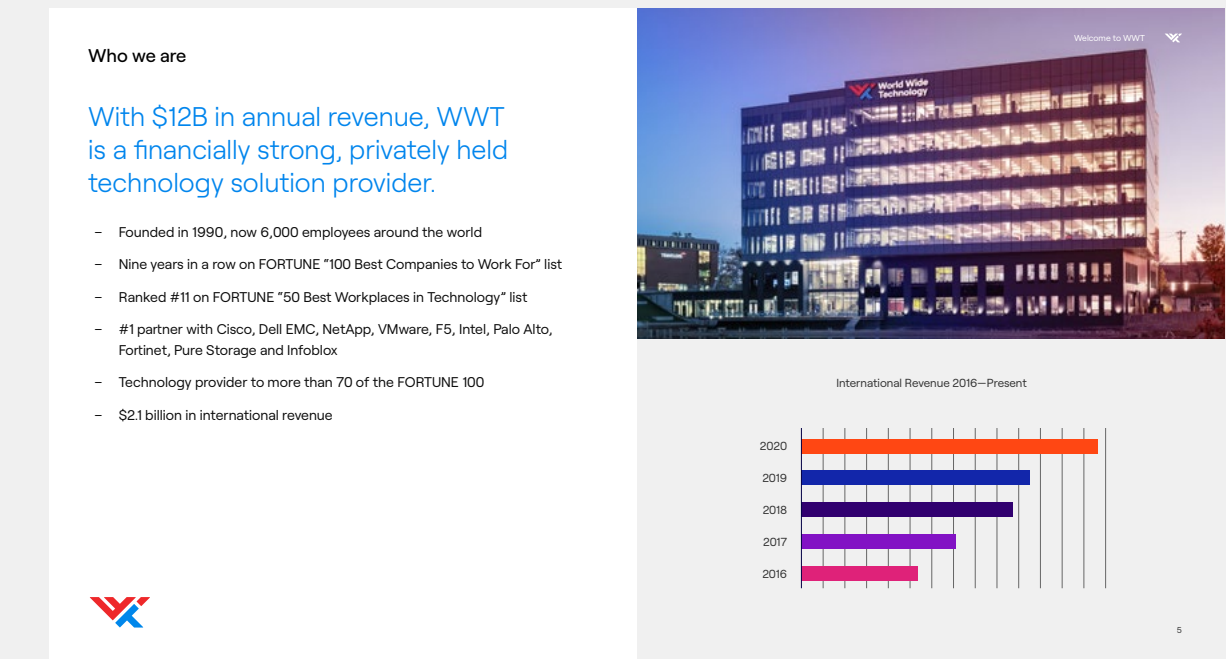 Who we are
With $12B in annual revenue, WWT
is a financially strong, privately held
technology solution provider.
– Founded in 1990, now 6,000 employees around the world
– Nine years in a row on FORTUNE “100 Best Companies to Work For” list
– Ranked #11 on FORTUNE “50 Best Workplaces in Technology” list
– #1 partner with Cisco, Dell EMC, NetApp, VMware, F5, Intel, Palo Alto,
Fortinet, Pure Storage and Infoblox
– Technology provider to more than 70 of the FORTUNE 100
– $2.1 billion in international revenue
Welcome to WWT
World Wide
Technology
International Revenue 2016—Present
2020
2019
2018
2017
2016
5